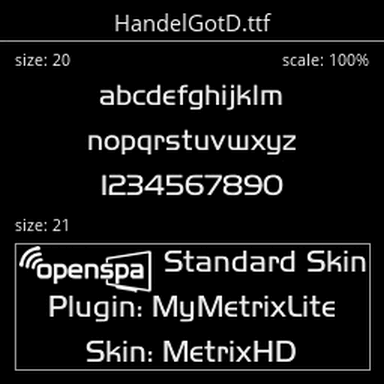 HandelGotD.ttf
size: 20 scale: 100%
abcdefghijklm
nopqrstuvwxyz
1234567890
size: 21
openspa Standard Skin
Plugin: MyMetrixLite
Skin: MetrixHD